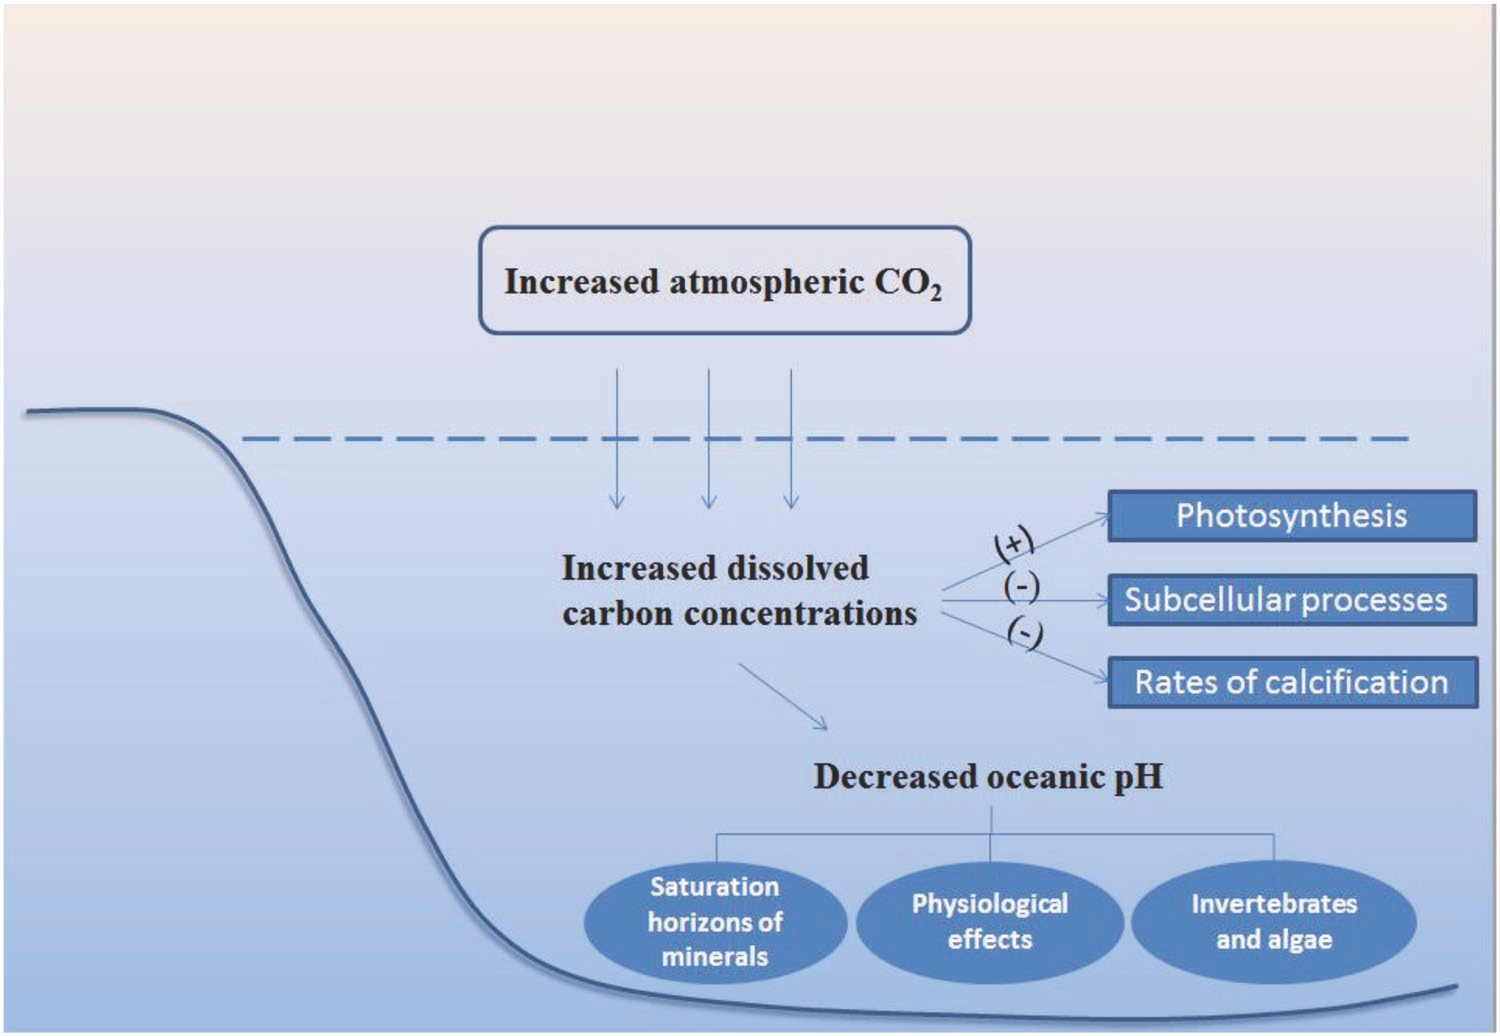 Increased atmospheric CO₂
Increased dissolved
carbon concentrations
(+)
(-)
(-)
Photosynthesis
Subcellular processes
Rates of calcification
Decreased oceanic pH
Saturation
horizons of
minerals
Physiological
effects
Invertebrates
and algae